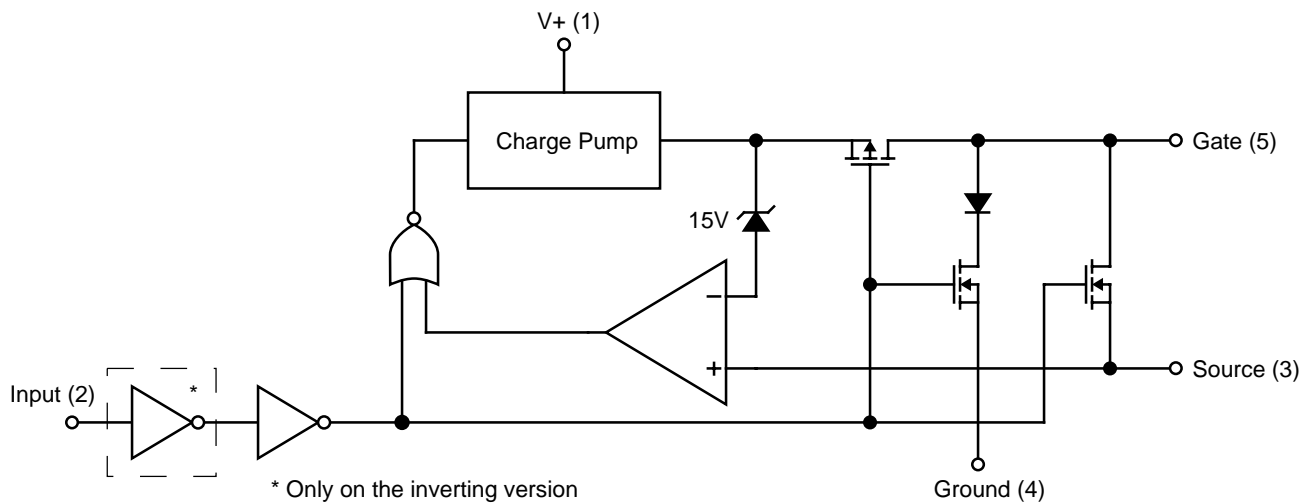 V+ (1)
Charge Pump
Gate (5)
15V
–
+
Source (3)
Input (2)
*
* Only on the inverting version
Ground (4)